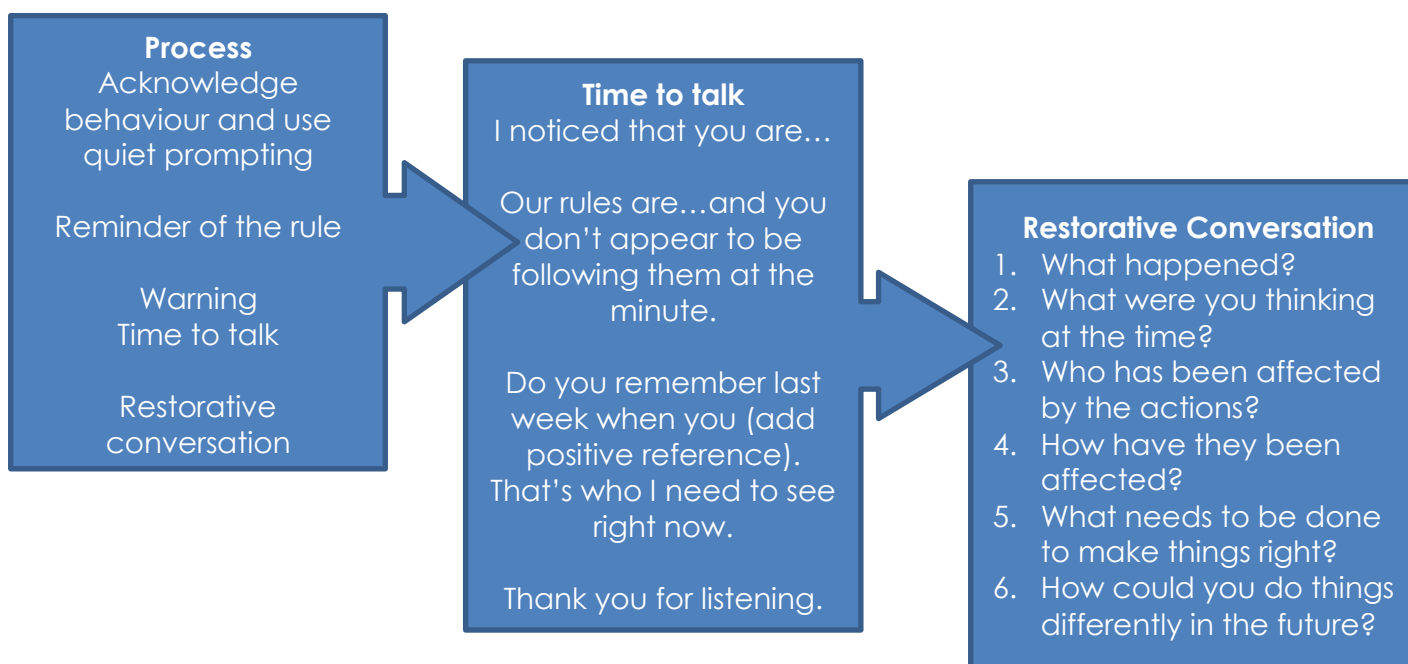 Process
Acknowledge
behaviour and use
quiet prompting
Reminder of the rule
Warning
Time to talk
Restorative
conversation
Time to talk
I noticed that you are…
Our rules are…and you
don’t appear to be
following them at the
minute.
Do you remember last
week when you (add
positive reference).
That’s who I need to see
right now.
Thank you for listening.
Restorative Conversation
1. What happened?
2. What were you thinking
at the time?
3. Who has been affected
by the actions?
4. How have they been
affected?
5. What needs to be done
to make things right?
6. How could you do things
differently in the future?